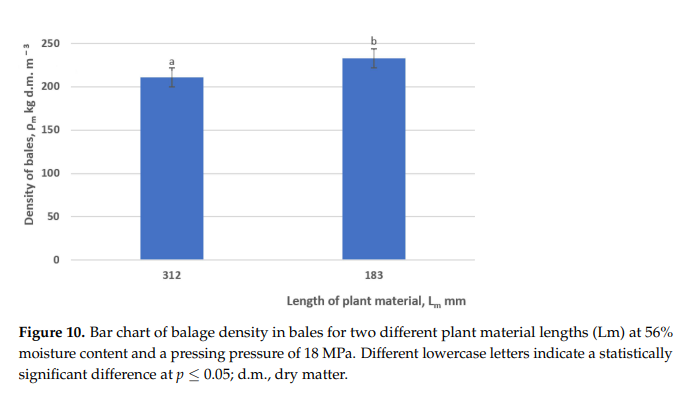 b
250
a
200
150
100
50
0
Density of bales, ρm kg d.m. m⁻³
312
183
Length of plant material, Lm mm
Figure 10. Bar chart of balage density in bales for two different plant material lengths (Lm) at 56%
moisture content and a pressing pressure of 18 MPa. Different lowercase letters indicate a statistically
significant difference at p ≤ 0.05; d.m., dry matter.